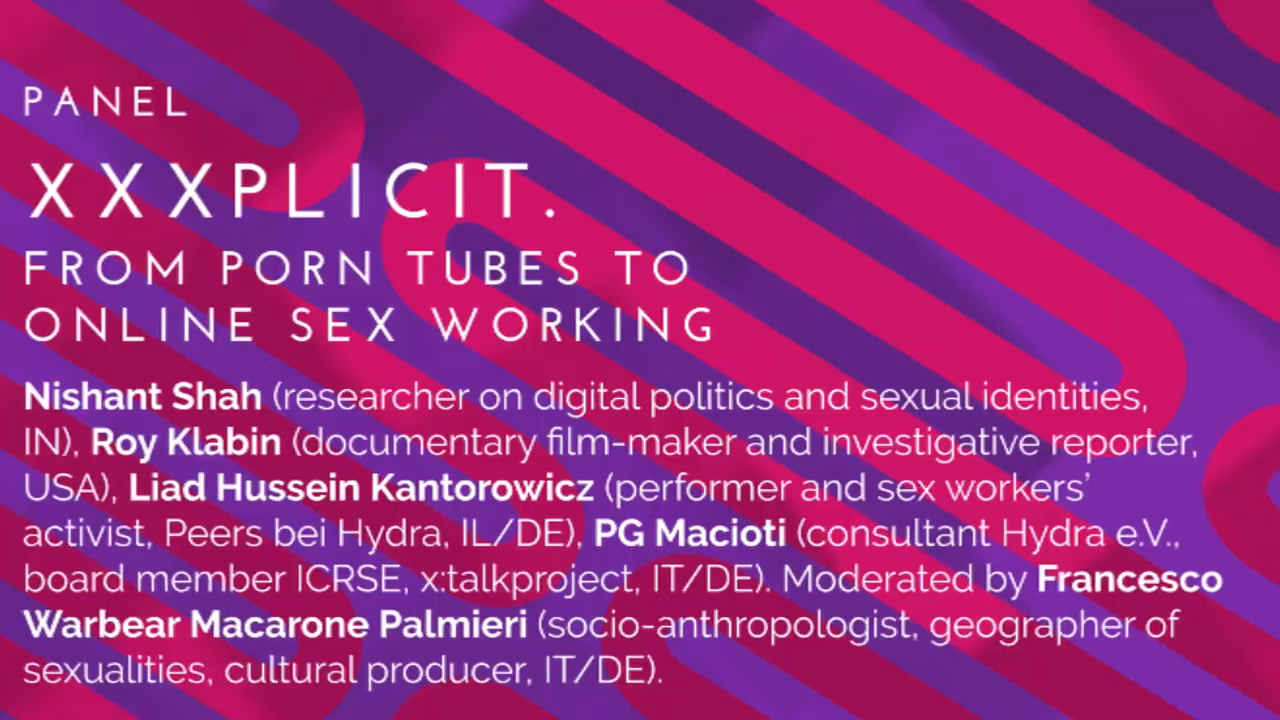 PANEL
XXXPLICIT.
FROM PORN TUBES TO
ONLINE SEX WORKING
Nishant Shah (researcher on digital politics and sexual identities,
IN), Roy Klabin (documentary film-maker and investigative reporter,
USA), Liad Hussein Kantorowicz (performer and sex workers’
activist, Peers bei Hydra, IL/DE), PG Macioti (consultant Hydra e.V.,
board member ICRSE, x:talkproject, IT/DE). Moderated by Francesco
Warbear Macarone Palmieri (socio-anthropologist, geographer of
sexualities, cultural producer, IT/DE).